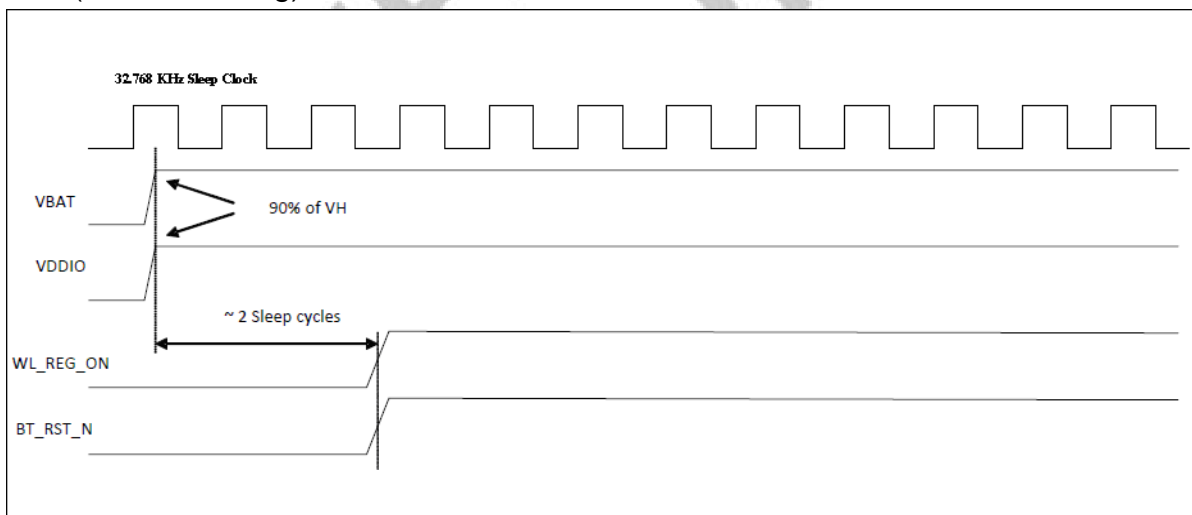 32.768 KHz Sleep Clock
VBAT
90% of VH
VDDIO
~ 2 Sleep cycles
WL_REG_ON
BT_RST_N